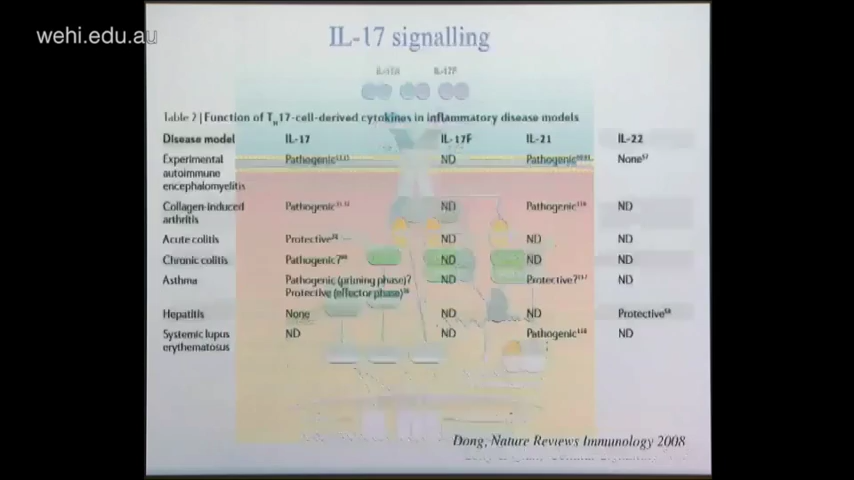 wehi.edu.au
IL-17 signalling
IL-17A IL-17F
Table 2 | Function of TH17-cell-derived cytokines in inflammatory disease models
Disease model IL-17 IL-17F IL-21 IL-22
Experimental autoimmune encephalomyelitis Pathogenic ND Pathogenic None
Collagen-induced arthritis Pathogenic ND Pathogenic ND
Acute colitis Protective ND ND ND
Chronic colitis Pathogenic? ND ND ND
Asthma Pathogenic (priming phase)? Protective (effector phase) ND Protective? ND
Hepatitis None ND ND Protective
Systemic lupus erythematosus ND ND Pathogenic ND
Dong, Nature Reviews Immunology 2008